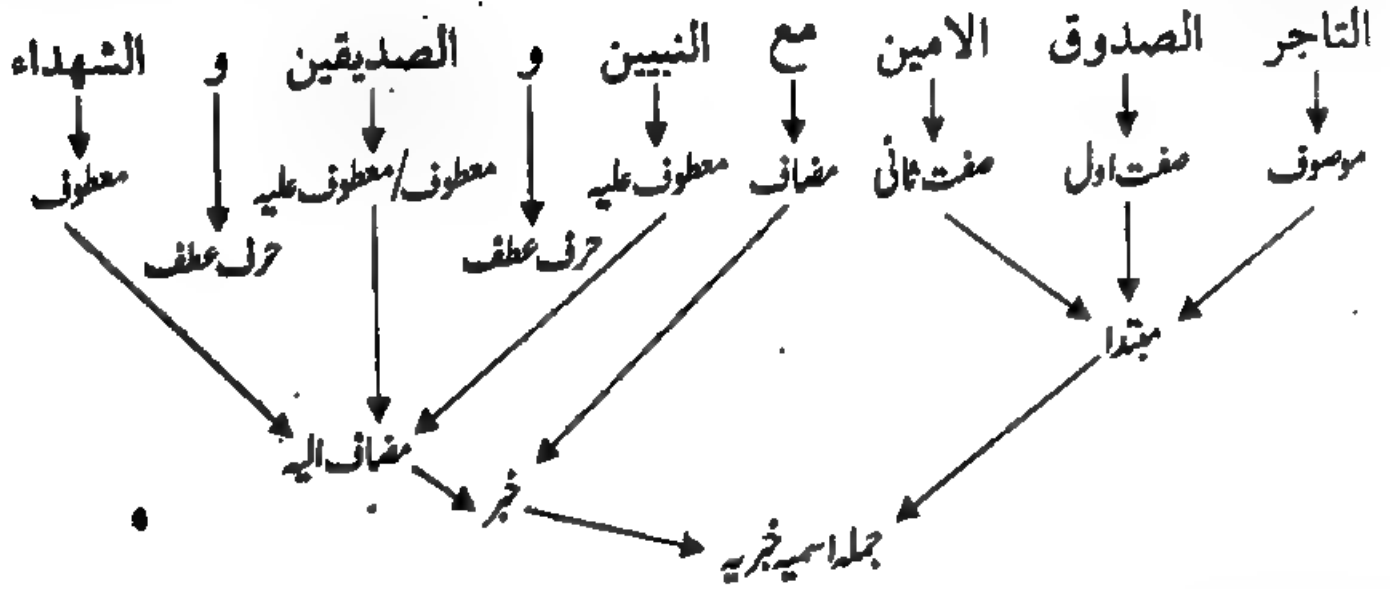 التاجر الصدوق الامين مع النبيين و الصديقين و الشهداء
موصوف صفت اول صفت ثانی مضاف معطوف علیہ معطوف/معطوف علیہ معطوف
حرف عطف حرف عطف
مبتدا
مضاف الیہ
خبر
جملہ اسمیہ خبریہ